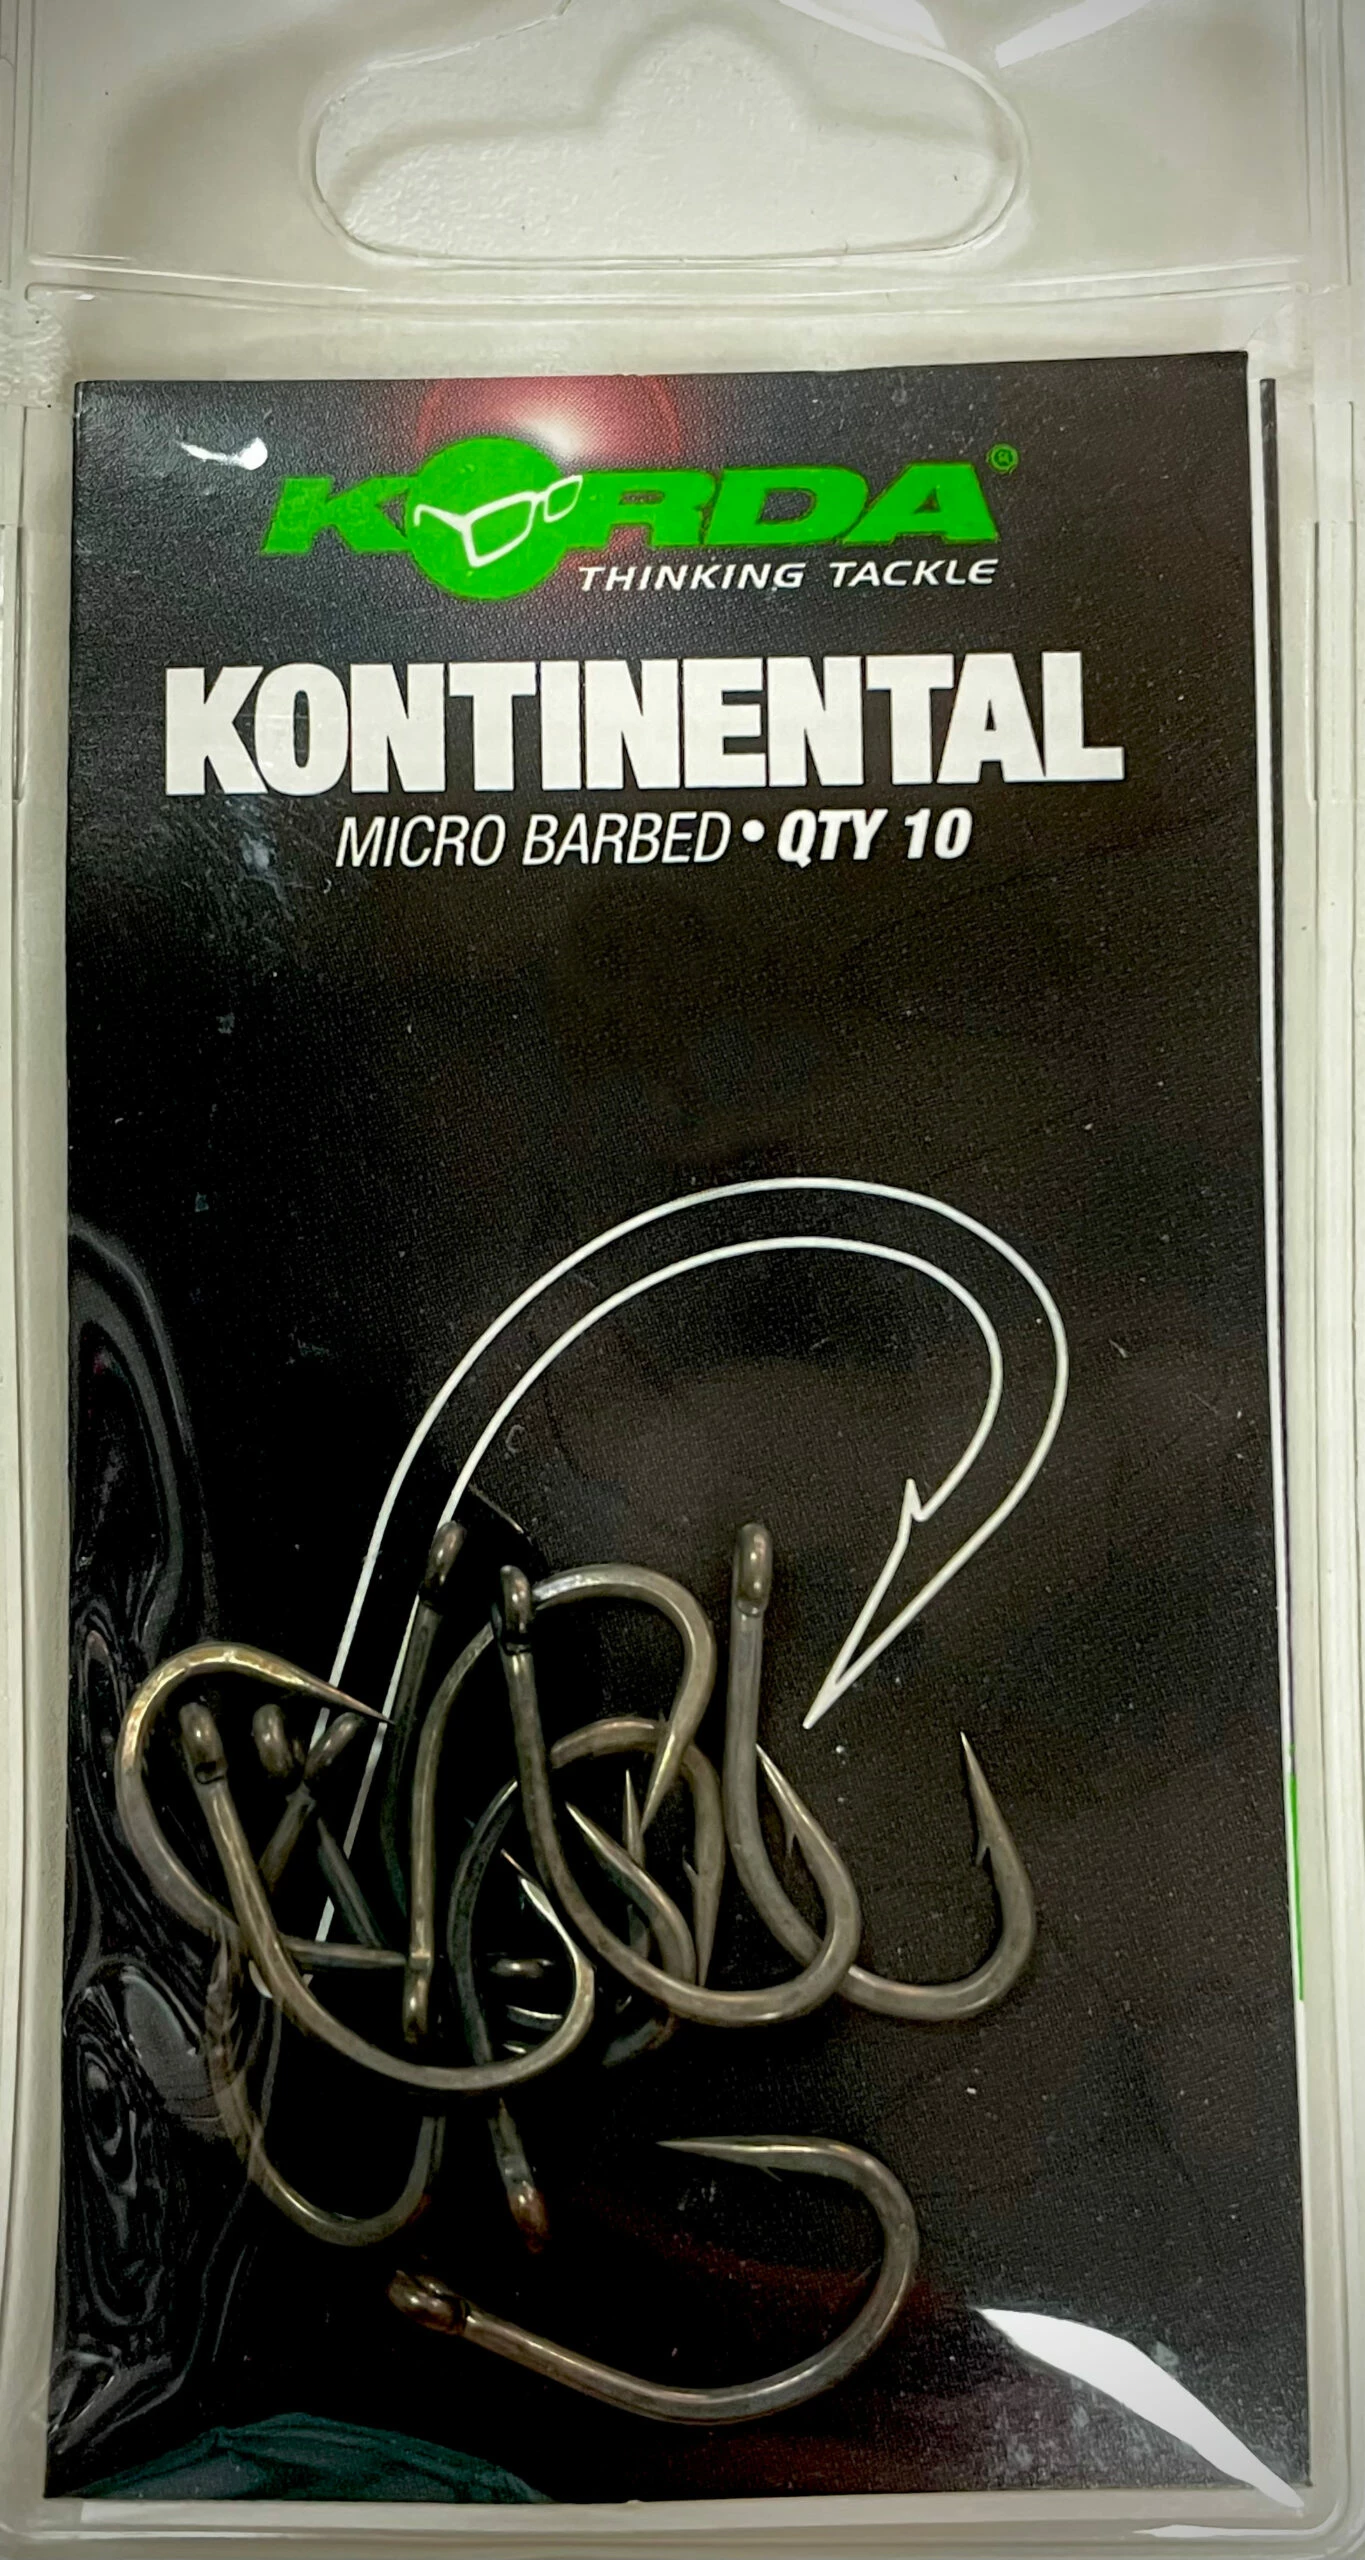 KORDA®
THINKING TACKLE
KONTINENTAL
MICRO BARBED • QTY 10